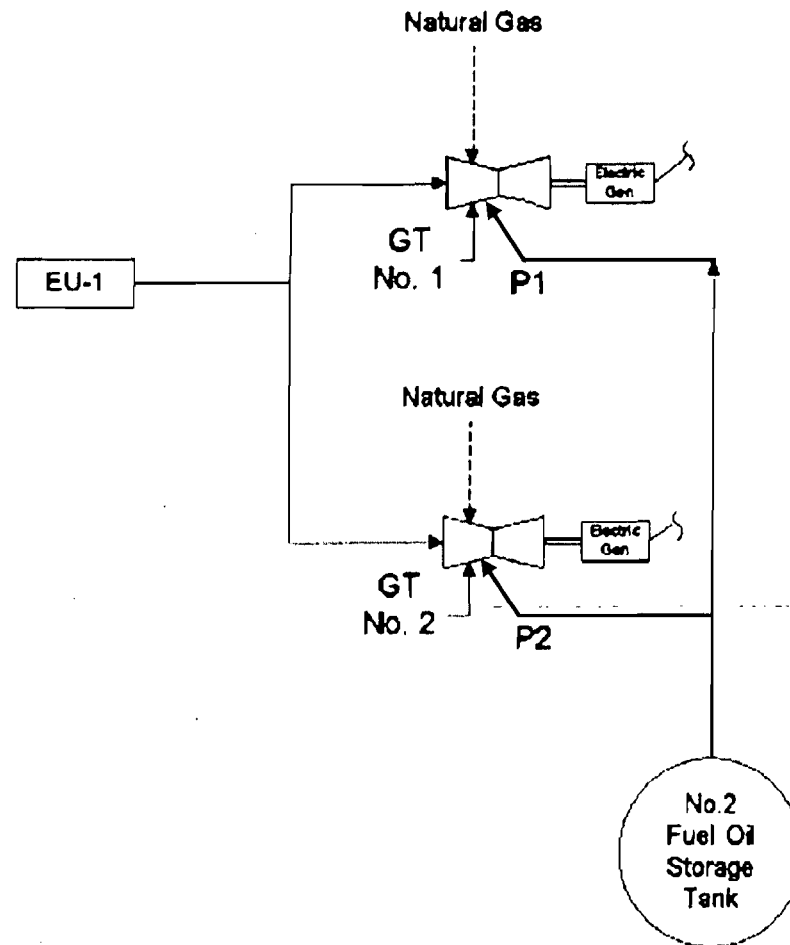 Natural Gas
Electric
Gen
GT
No. 1
P1
EU-1
Natural Gas
Electric
Gen
GT
No. 2
P2
No.2
Fuel Oil
Storage
Tank